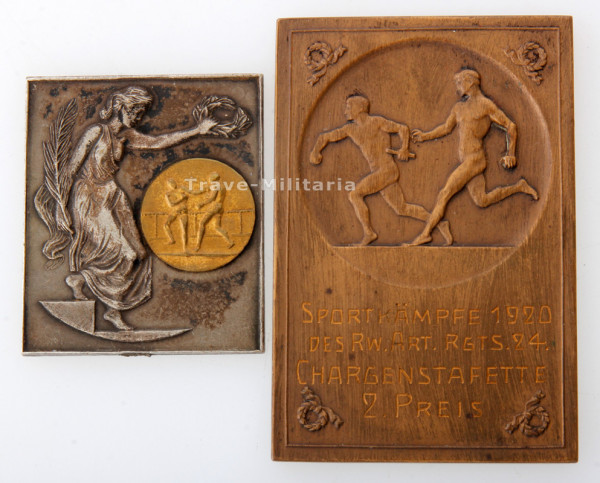 Trave-Militaria
SPORTKÄMPFE 1920
DES RW. ART. RGTS. 24.
CHARGENSTAFETTE
2. PREIS